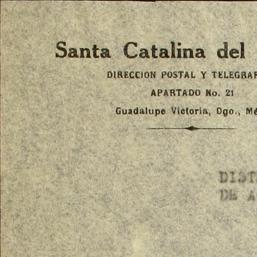 Santa Catalina del
DIRECCION POSTAL Y TELEGRAF
APARTADO No. 21
Guadalupe Victoria, Dgo., Mé
DIST
DE A